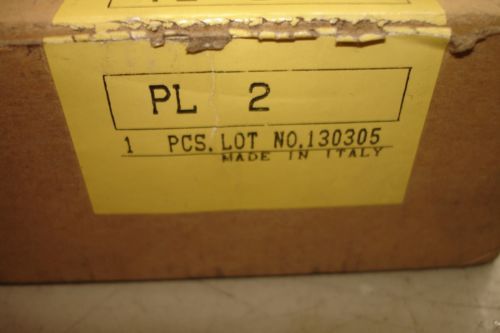 PL 2
1 PCS. LOT NO.130305
MADE IN ITALY